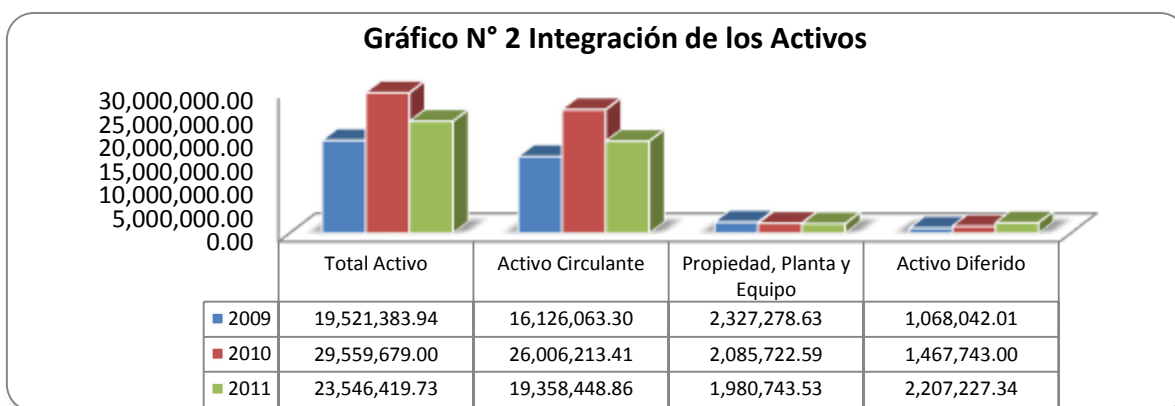 Gráfico N° 2 Integración de los Activos
30,000,000.00
25,000,000.00
20,000,000.00
15,000,000.00
10,000,000.00
5,000,000.00
0.00
Total Activo Activo Circulante Propiedad, Planta y Equipo Activo Diferido
2009 19,521,383.94 16,126,063.30 2,327,278.63 1,068,042.01
2010 29,559,679.00 26,006,213.41 2,085,722.59 1,467,743.00
2011 23,546,419.73 19,358,448.86 1,980,743.53 2,207,227.34